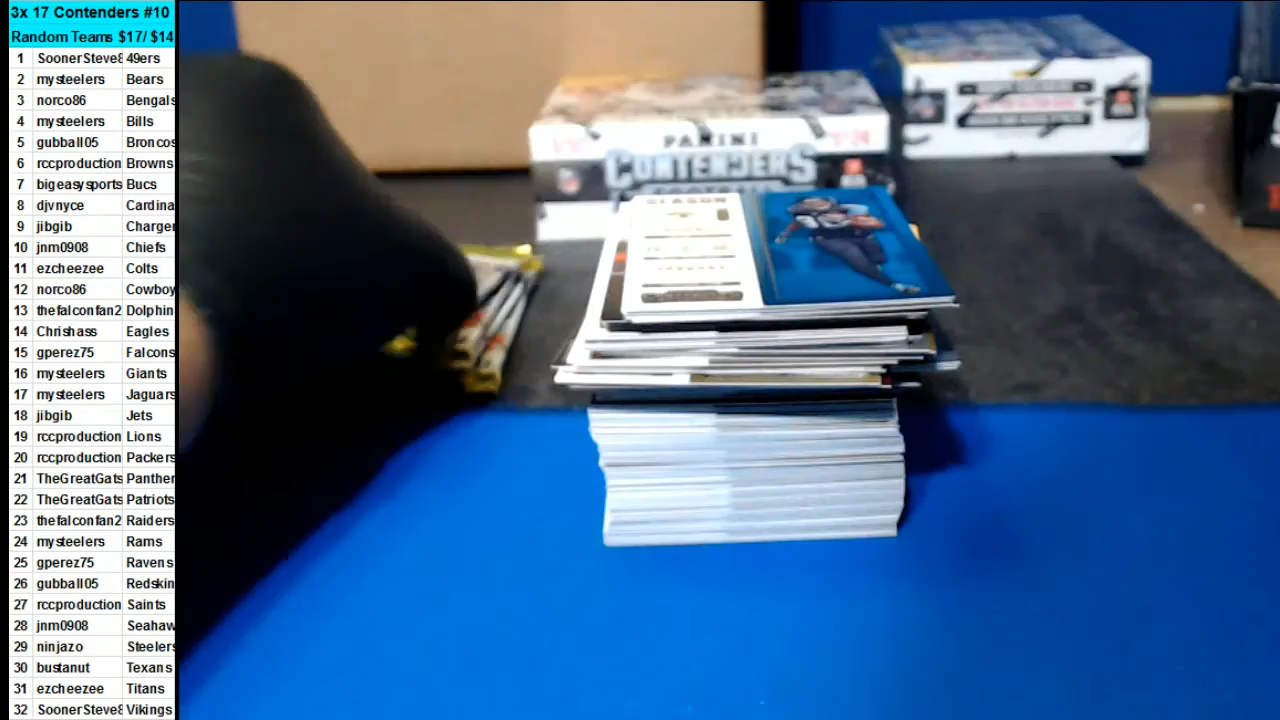 3x 17 Contenders #10
Random Teams $17/ $14
1 SoonerSteve8 49ers
2 mysteelers Bears
3 norco86 Bengals
4 mysteelers Bills
5 gubball05 Broncos
6 rccproduction Browns
7 bigeasysports Bucs
8 djvnyce Cardina
9 jibgib Charger
10 jnm0908 Chiefs
11 ezcheezee Colts
12 norco86 Cowboy
13 thefalconfan2 Dolphin
14 Chrishass Eagles
15 gperez75 Falcons
16 mysteelers Giants
17 mysteelers Jaguars
18 jibgib Jets
19 rccproduction Lions
20 rccproduction Packers
21 TheGreatGats Panther
22 TheGreatGats Patriots
23 thefalconfan2 Raiders
24 mysteelers Rams
25 gperez75 Ravens
26 gubball05 Redskin
27 rccproduction Saints
28 jnm0908 Seahaw
29 ninjazo Steelers
30 bustanut Texans
31 ezcheezee Titans
32 SoonerSteve8 Vikings
PANINI
CONTENDERS
SEASON